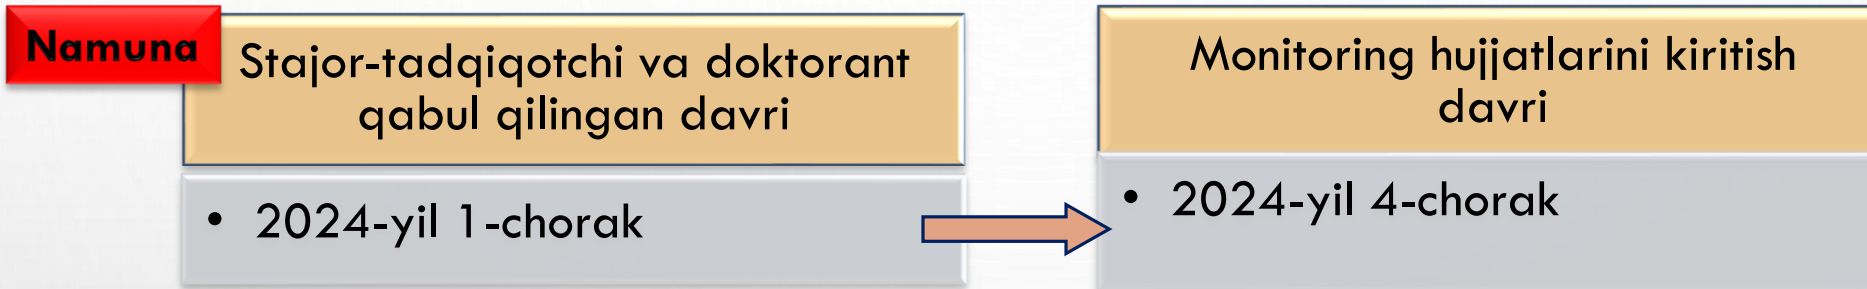 Namuna
Stajor-tadqiqotchi va doktorant
qabul qilingan davri
• 2024-yil 1-chorak
Monitoring hujjatlarini kiritish
davri
• 2024-yil 4-chorak